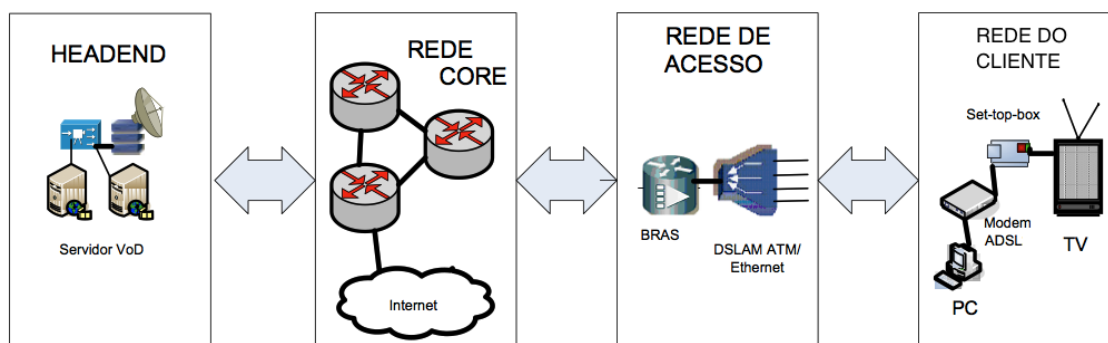 HEADEND
Servidor VoD
REDE
CORE
Internet
REDE DE
ACESSO
BRAS
DSLAM ATM/
Ethernet
REDE DO
CLIENTE
Set-top-box
Modem
ADSL
TV
PC